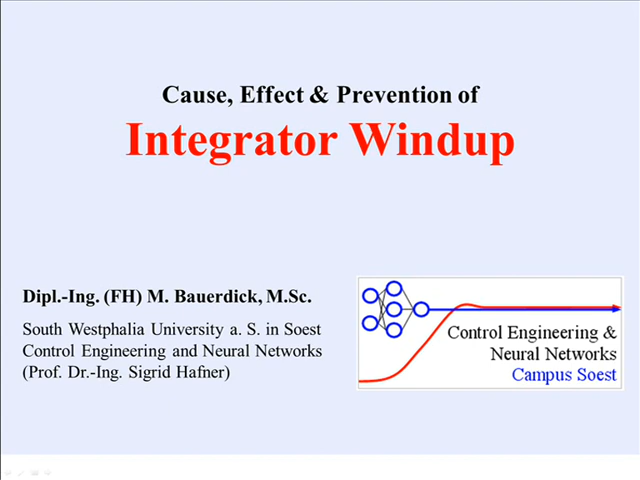 Cause, Effect & Prevention of
Integrator Windup
Dipl.-Ing. (FH) M. Bauerdick, M.Sc.
South Westphalia University a. S. in Soest
Control Engineering and Neural Networks
(Prof. Dr.-Ing. Sigrid Hafner)
Control Engineering &
Neural Networks
Campus Soest